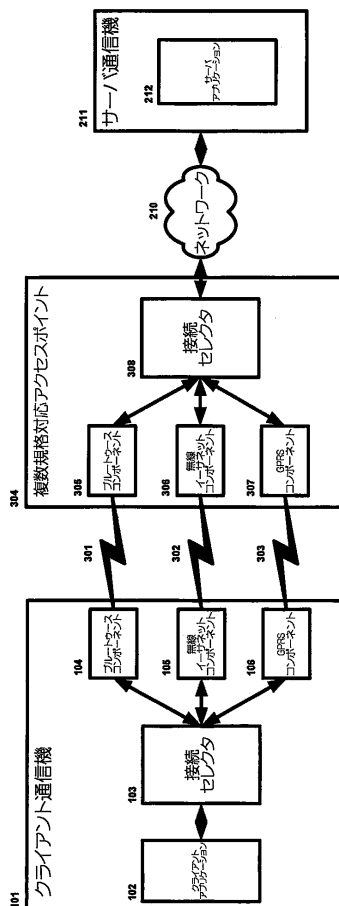 101
クライアント通信機
102
クライアント
アプリケーション
103
接続
セレクタ
104
ブルートゥース
コンポーネント
105
無線
イーサネット
コンポーネント
106
GPRS
コンポーネント
301
302
303
304
複数規格対応アクセスポイント
305
ブルートゥース
コンポーネント
306
無線
イーサネット
コンポーネント
307
GPRS
コンポーネント
308
接続
セレクタ
210
ネットワーク
211
サーバ通信機
212
サーバ
アプリケーション